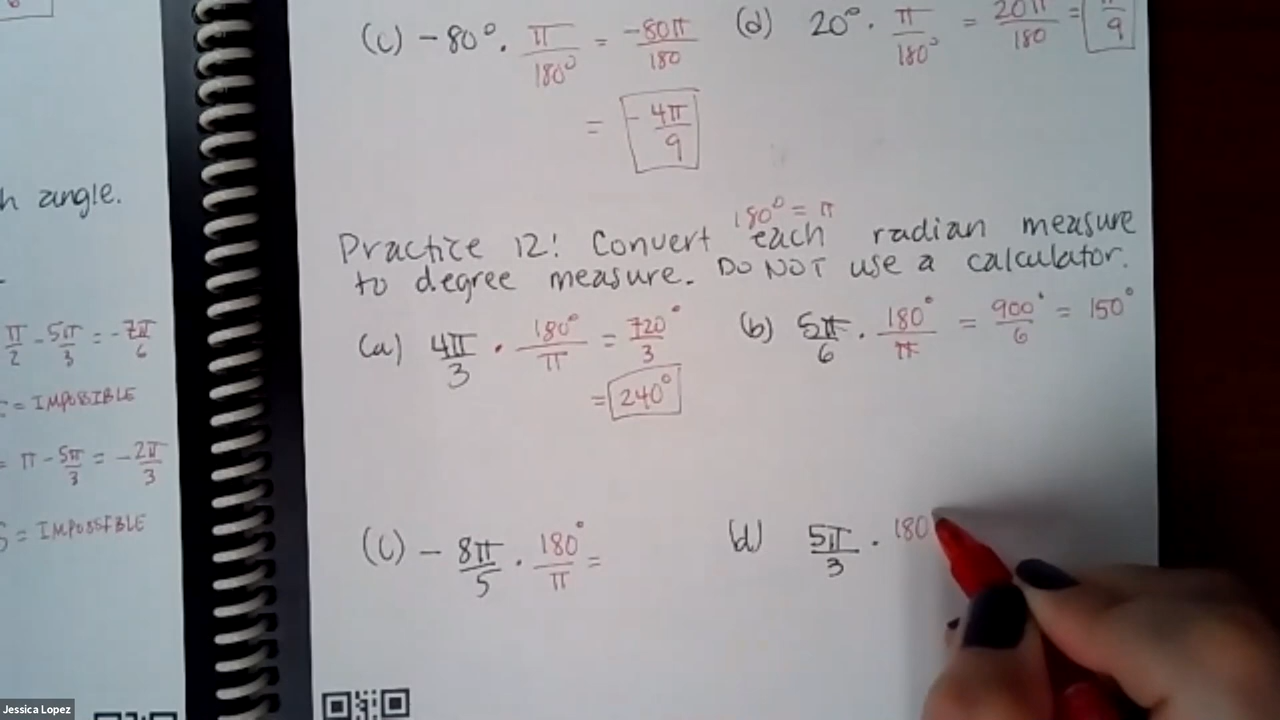 h angle.
π/2 - 5π/3 = -7π/6
= IMPOSSIBLE
= π - 5π/3 = -2π/3
S = IMPOSSIBLE
(c) -80° · π/180° = -80π/180
= -4π/9
(d) 20° · π/180° = 20π/180 = π/9
180° = π
Practice 12: Convert each radian measure
to degree measure. DO NOT use a calculator.
(a) 4π/3 · 180°/π = 720°/3
= 240°
(b) 5π/6 · 180°/π = 900°/6 = 150°
(c) - 8π/5 · 180°/π =
(d) 5π/3 · 180
Jessica Lopez